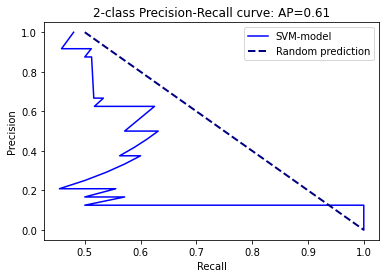 2-class Precision-Recall curve: AP=0.61
SVM-model
Random prediction
Precision
1.0
0.8
0.6
0.4
0.2
0.0
0.5 0.6 0.7 0.8 0.9 1.0
Recall